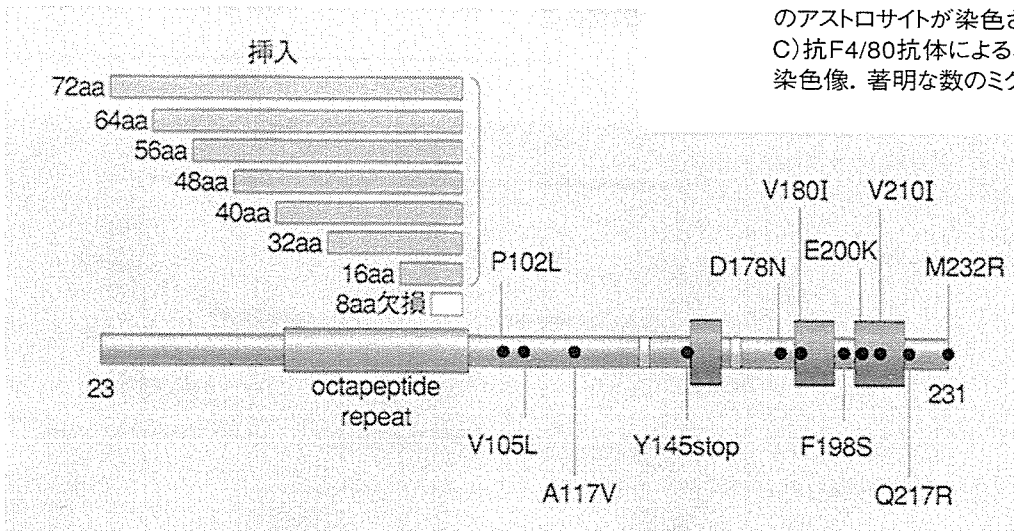 のアストロサイトが染色さ
C)抗F4/80抗体による
染色像．著明な数のミク
挿入
72aa
64aa
56aa
48aa
40aa
32aa
16aa
8aa欠損
P102L
D178N
V180I
E200K
V210I
M232R
23
octapeptide
repeat
231
V105L
A117V
Y145stop
F198S
Q217R